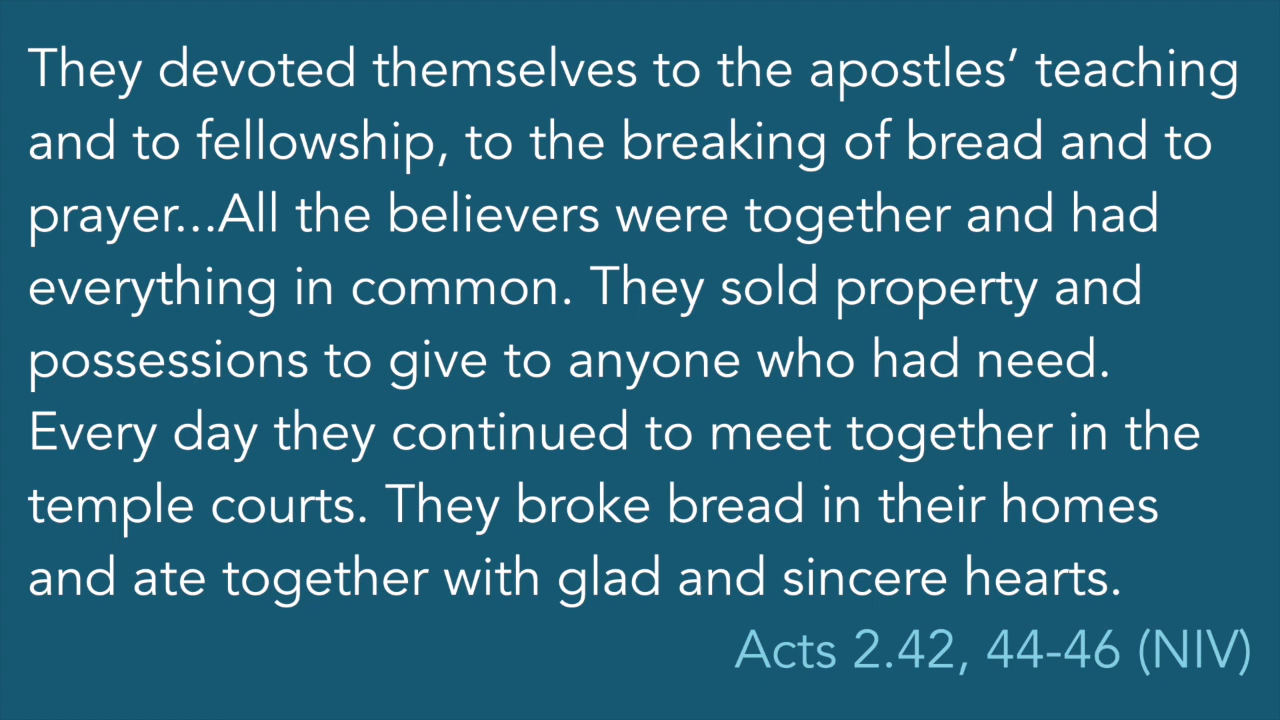 They devoted themselves to the apostles’ teaching
and to fellowship, to the breaking of bread and to
prayer...All the believers were together and had
everything in common. They sold property and
possessions to give to anyone who had need.
Every day they continued to meet together in the
temple courts. They broke bread in their homes
and ate together with glad and sincere hearts.
Acts 2.42, 44-46 (NIV)